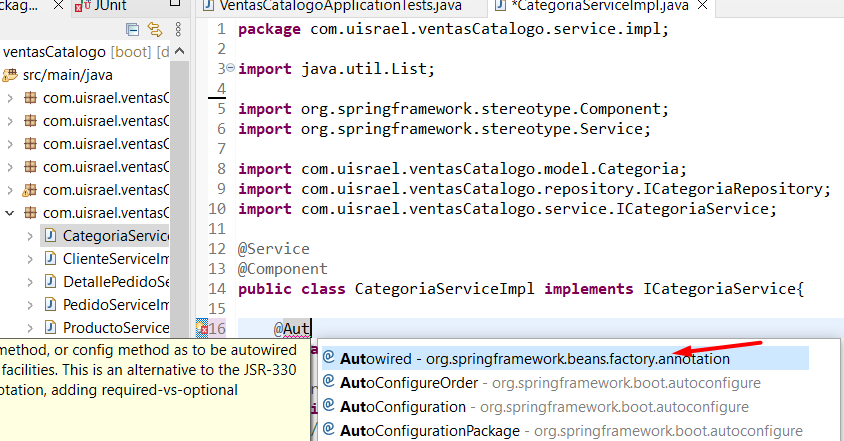 ackag...
JUnit
VentasCatalogoApplicationTests.java
*CategoriaServiceImpl.java
ventasCatalogo [boot] [d
src/main/java
com.uisrael.ventasC
com.uisrael.ventasC
com.uisrael.ventasC
com.uisrael.ventasC
com.uisrael.ventasC
com.uisrael.ventasC
CategoriaService
ClienteServiceIm
DetallePedidoSe
PedidoServiceIm
ProductoService
1 package com.uisrael.ventasCatalogo.service.impl;
2
3 import java.util.List;
4
5 import org.springframework.stereotype.Component;
6 import org.springframework.stereotype.Service;
7
8 import com.uisrael.ventasCatalogo.model.Categoria;
9 import com.uisrael.ventasCatalogo.repository.ICategoriaRepository;
10 import com.uisrael.ventasCatalogo.service.ICategoriaService;
11
12 @Service
13 @Component
14 public class CategoriaServiceImpl implements ICategoriaService{
15
16 @Aut
method, or config method as to be autowired
facilities. This is an alternative to the JSR-330
otation, adding required-vs-optional
Autowired - org.springframework.beans.factory.annotation
AutoConfigureOrder - org.springframework.boot.autoconfigure
AutoConfiguration - org.springframework.boot.autoconfigure
AutoConfigurationPackage - org.springframework.boot.autoconfigure